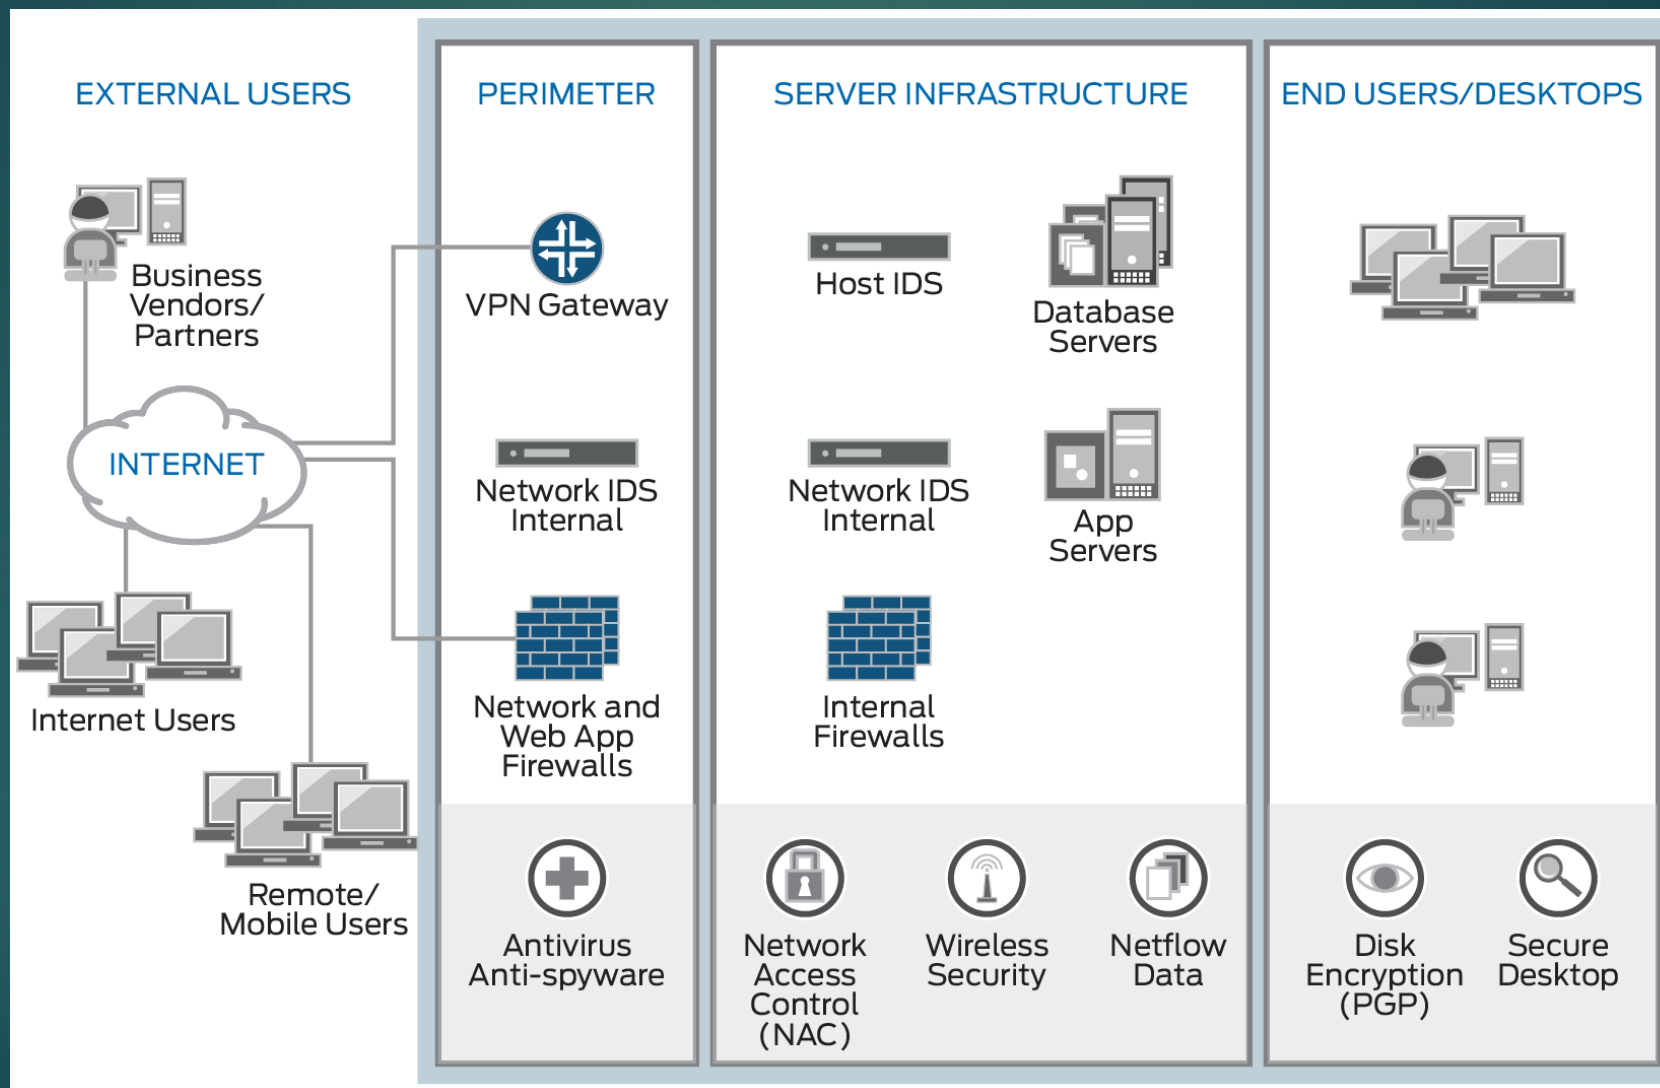 EXTERNAL USERS
Business
Vendors/
Partners
INTERNET
Internet Users
Remote/
Mobile Users
PERIMETER
VPN Gateway
Network IDS
Internal
Network and
Web App
Firewalls
Antivirus
Anti-spyware
SERVER INFRASTRUCTURE
Host IDS
Database
Servers
Network IDS
Internal
App
Servers
Internal
Firewalls
Network
Access
Control
(NAC)
Wireless
Security
Netflow
Data
END USERS/DESKTOPS
Disk
Encryption
(PGP)
Secure
Desktop